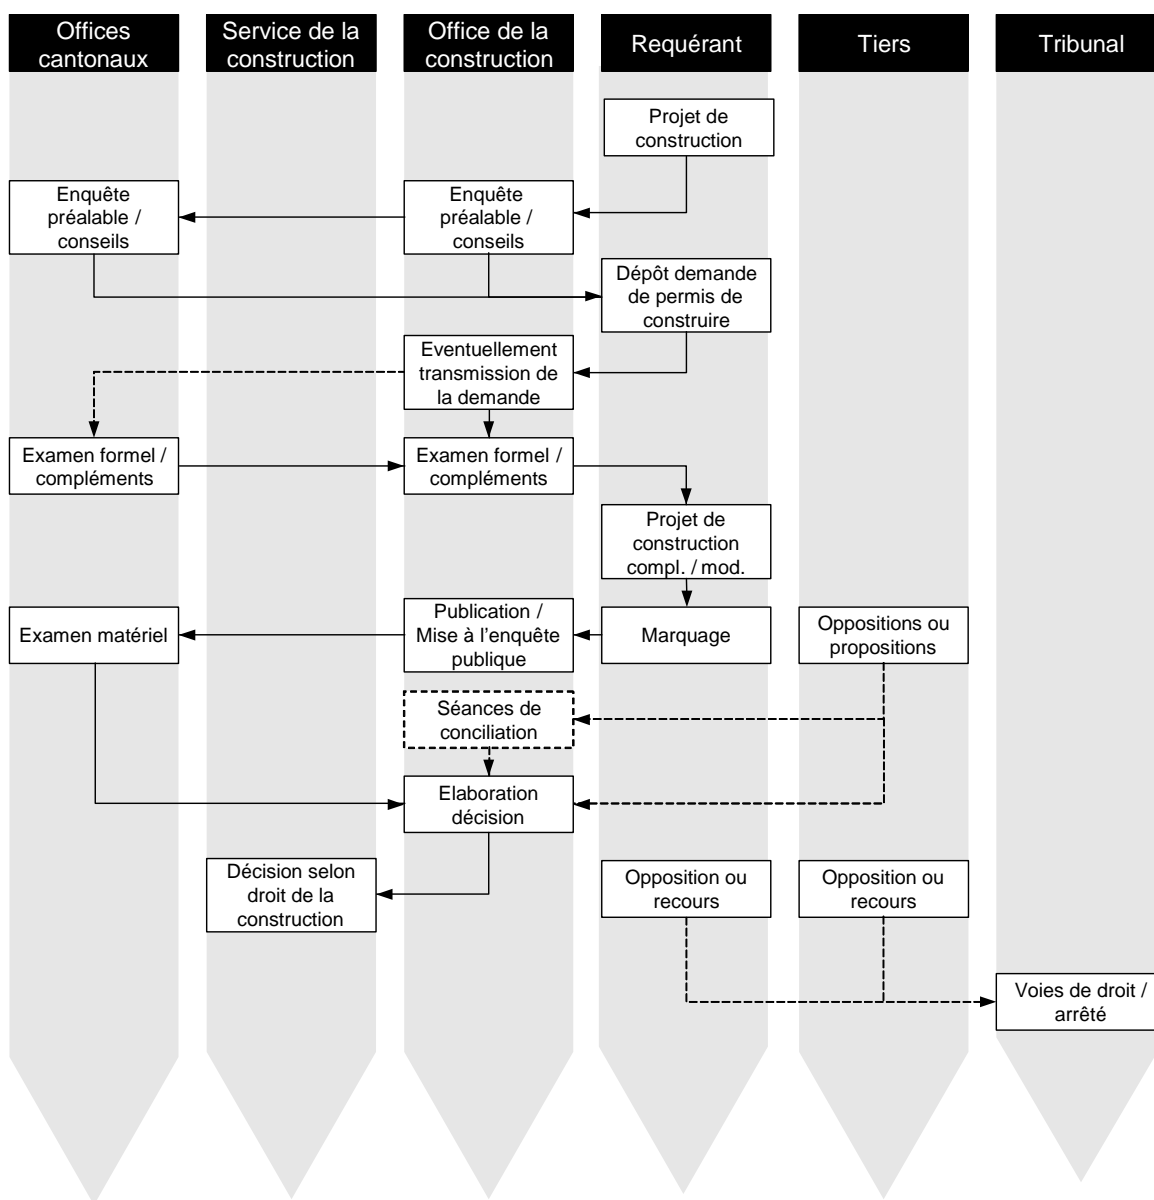 Offices
cantonaux
Service de la
construction
Office de la
construction
Requérant
Tiers
Tribunal
Projet de
construction
Enquête
préalable /
conseils
Enquête
préalable /
conseils
Dépôt demande
de permis de
construire
Eventuellement
transmission de
la demande
Examen formel /
compléments
Examen formel /
compléments
Projet de
construction
compl. / mod.
Examen matériel
Publication /
Mise à l'enquête
publique
Marquage
Oppositions ou
propositions
Séances de
conciliation
Elaboration
décision
Décision selon
droit de la
construction
Opposition ou
recours
Opposition ou
recours
Voies de droit /
arrêté